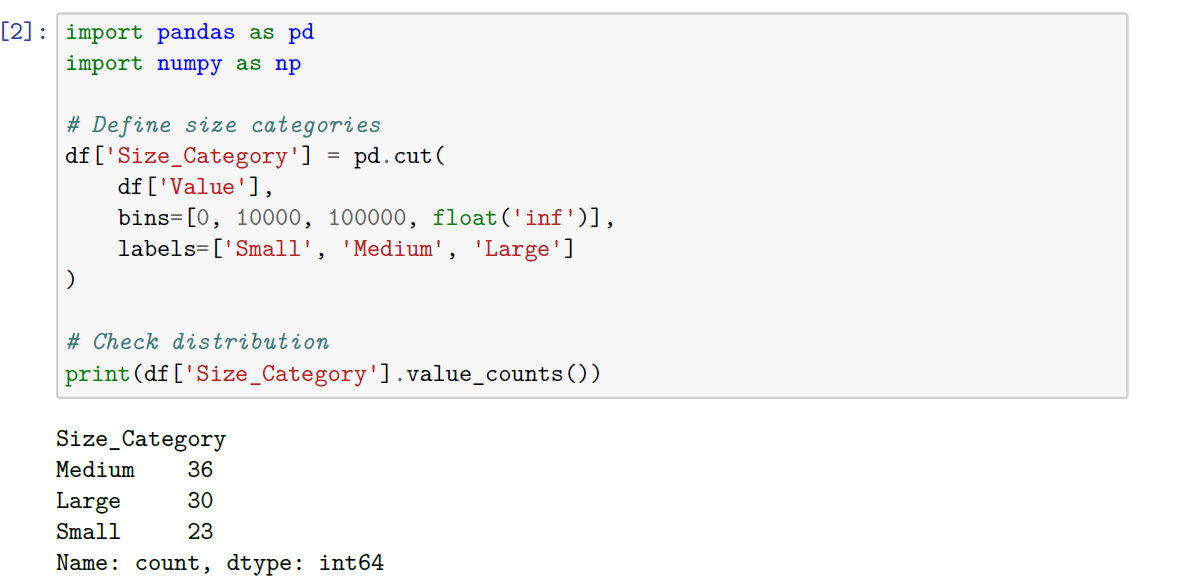 [2]: import pandas as pd
import numpy as np
# Define size categories
df['Size_Category'] = pd.cut(
    df['Value'],
    bins=[0, 10000, 100000, float('inf')],
    labels=['Small', 'Medium', 'Large']
)
# Check distribution
print(df['Size_Category'].value_counts())
Size_Category
Medium    36
Large     30
Small     23
Name: count, dtype: int64